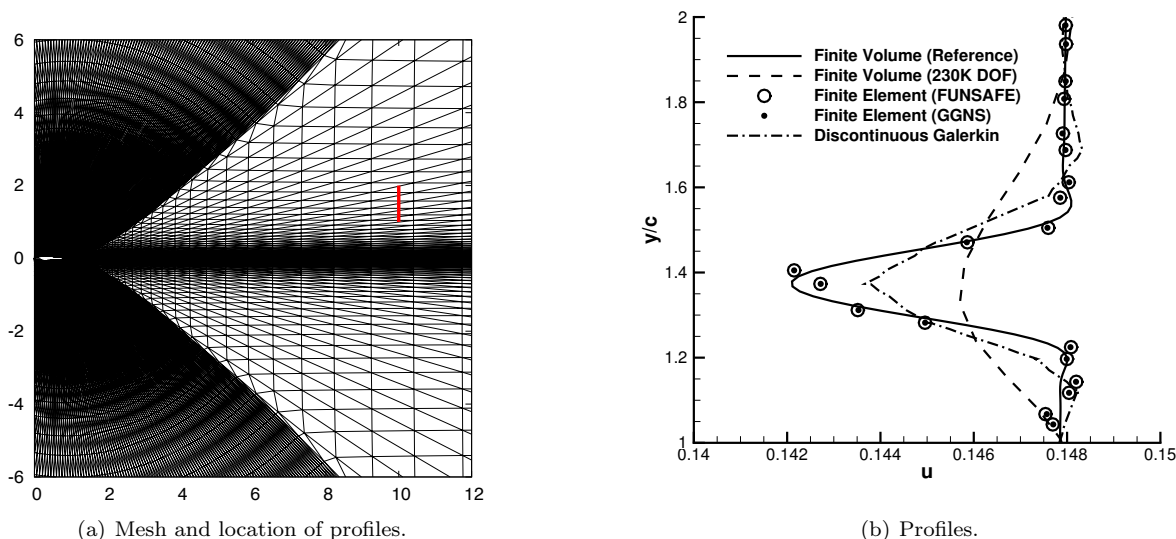 6
4
2
0
-2
-4
-6
0 2 4 6 8 10 12
(a) Mesh and location of profiles.
2
1.8
1.6
1.4
1.2
1
y/c
Finite Volume (Reference)
Finite Volume (230K DOF)
Finite Element (FUNSAFE)
Finite Element (GGNS)
Discontinuous Galerkin
0.14 0.142 0.144 0.146 0.148 0.15
u
(b) Profiles.